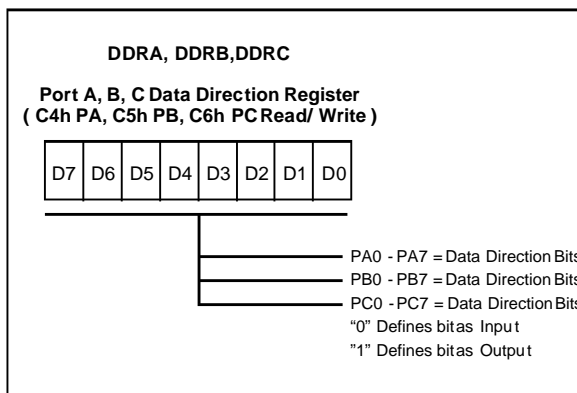 DDRA, DDRB,DDRC
Port A, B, C Data Direction Register
( C4h PA, C5h PB, C6h PC Read/ Write )
D7 D6 D5 D4 D3 D2 D1 D0
PA0 - PA7 = Data Direction Bits
PB0 - PB7 = Data Direction Bits
PC0 - PC7 = Data Direction Bits
“0” Defines bit as Input
”1” Defines bit as Output